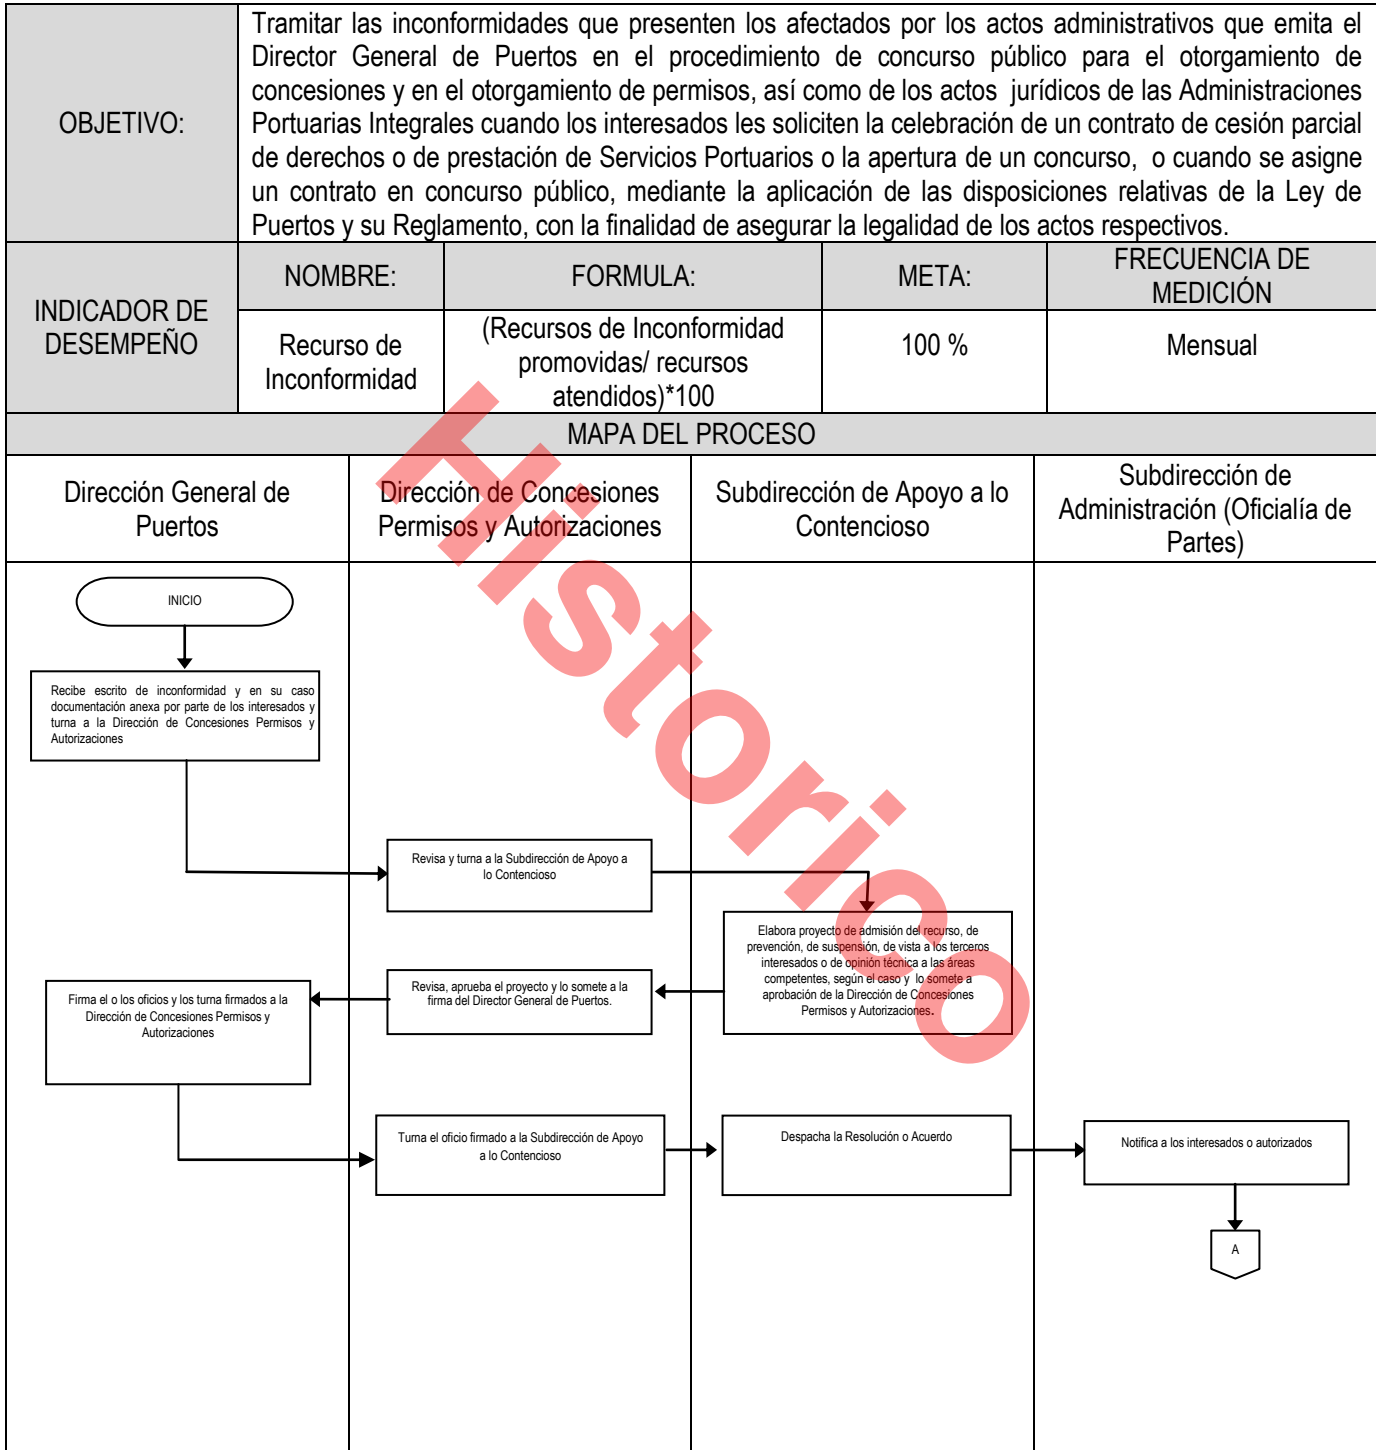 Tramitar las inconformidades que presenten los afectados por los actos administrativos que emita el
Director General de Puertos en el procedimiento de concurso público para el otorgamiento de
concesiones y en el otorgamiento de permisos, así como de los actos jurídicos de las Administraciones
OBJETIVO:
Portuarias Integrales cuando los interesados les soliciten la celebración de un contrato de cesión parcial
de derechos o de prestación de Servicios Portuarios o la apertura de un concurso, o cuando se asigne
un contrato en concurso público, mediante la aplicación de las disposiciones relativas de la Ley de
Puertos y su Reglamento, con la finalidad de asegurar la legalidad de los actos respectivos.
INDICADOR DE
DESEMPEÑO
NOMBRE:
FORMULA:
META:
FRECUENCIA DE
MEDICIÓN
Recurso de
Inconformidad
(Recursos de Inconformidad
promovidas/ recursos
atendidos)*100
100 %
Mensual
MAPA DEL PROCESO
Dirección General de
Puertos
Dirección de Concesiones
Permisos y Autorizaciones
Subdirección de Apoyo a lo
Contencioso
Subdirección de
Administración (Oficialía de
Partes)
INICIO
Recibe escrito de inconformidad y en su caso
documentación anexa por parte de los interesados y
turna a la Dirección de Concesiones Permisos y
Autorizaciones
Revisa y turna a la Subdirección de Apoyo a
lo Contencioso
Elabora proyecto de admisión del recurso, de
prevención, de suspensión, de vista a los terceros
interesados o de opinión técnica a las áreas
competentes, según el caso y lo somete a
aprobación de la Dirección de Concesiones
Permisos y Autorizaciones.
Revisa, aprueba el proyecto y lo somete a la
firma del Director General de Puertos.
Firma el o los oficios y los turna firmados a la
Dirección de Concesiones Permisos y
Autorizaciones
Turna el oficio firmado a la Subdirección de Apoyo
a lo Contencioso
Despacha la Resolución o Acuerdo
Notifica a los interesados o autorizados
A
Historico